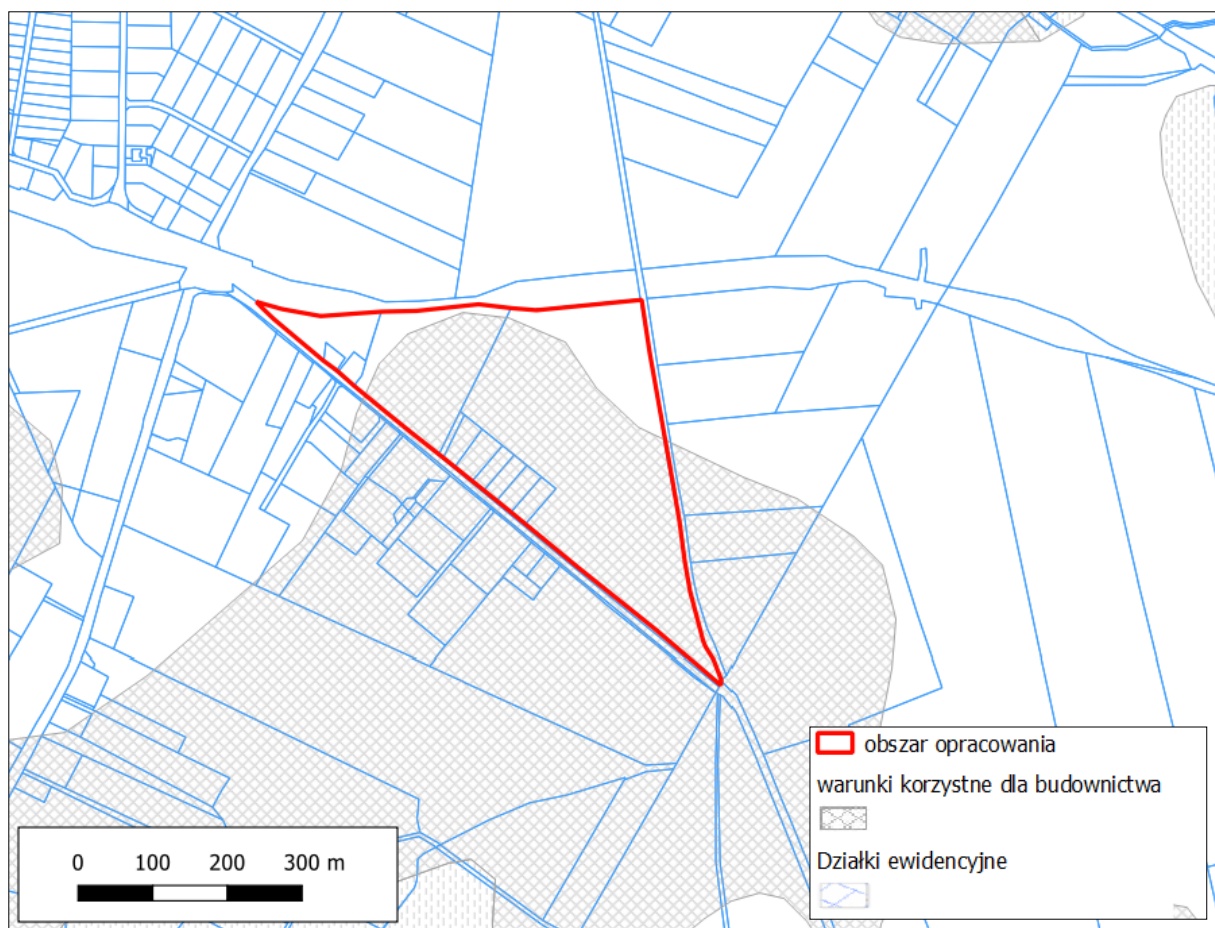 obszar opracowania
warunki korzystne dla budownictwa
Działki ewidencyjne
0 100 200 300 m